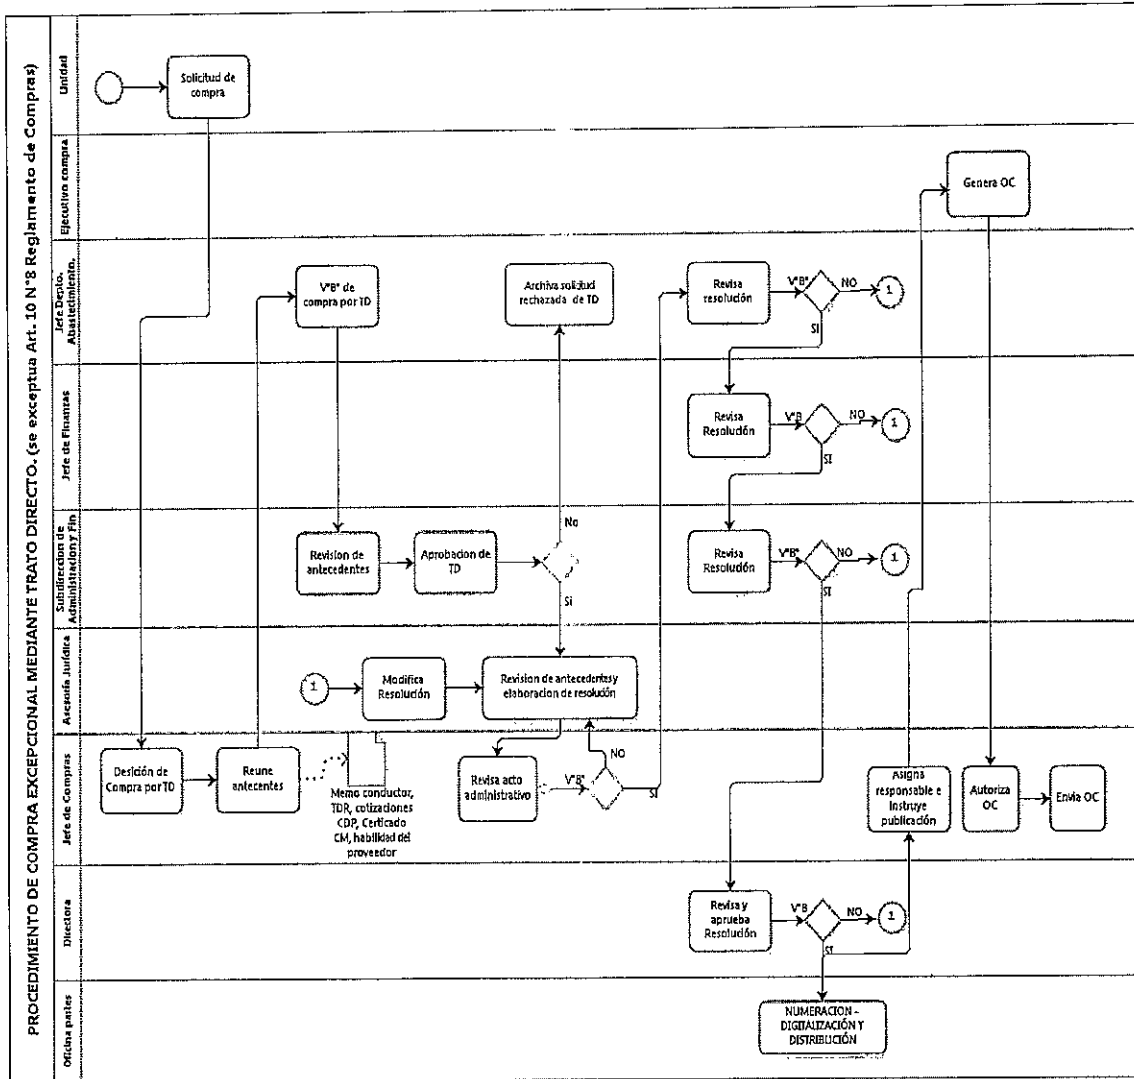 PROCEDIMIENTO DE COMPRA EXCEPCIONAL MEDIANTE TRATO DIRECTO. (se exceptua Art. 10 N°8 Reglamento de Compras)
Unidad
Solicitud de
compra
Ejecutivo compra
Genera OC
Jefe Depto.
Abastecimiento.
V°B° de
compra por TD
Archiva solicitud
rechazada de TD
Revisa
resolución
V°B°
NO
1
SI
Jefe de Finanzas
Revisa
Resolución
V°B
NO
1
SI
Subdireccion de
Administracion y Fin
Revision de
antecedentes
Aprobacion de
TD
No
Si
Revisa
Resolución
V°B°
NO
1
SI
Asesoría Jurídica
1
Modifica
Resolución
Revision de antecedentes y
elaboracion de resolución
Jefe de Compras
Desición de
Compra por TD
Reune
antecentes
Memo conductor,
TDR, cotizaciones
CDP, Certicado
CM, habilidad del
proveedor
Revisa acto
administrativo
V°B°
NO
SI
Asigna
responsable e
instruye
publicación
Autoriza
OC
Envia OC
Directora
Revisa y
aprueba
Resolución
V°B
NO
1
SI
Oficina partes
NUMERACION -
DIGITALIZACIÓN Y
DISTRIBUCIÓN